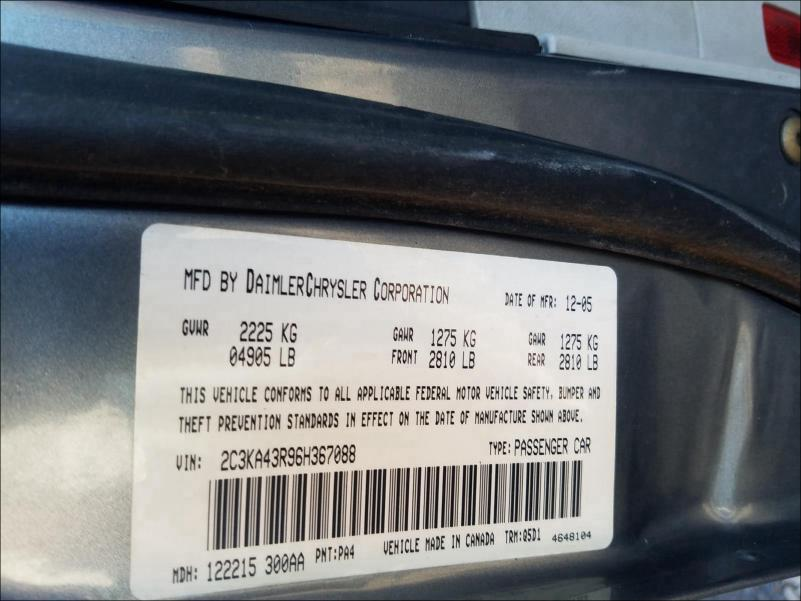 MFD BY DAIMLERCHRYSLER CORPORATION DATE OF MFR: 12-05
GVWR 2225 KG GAWR 1275 KG GAWR 1275 KG
04905 LB FRONT 2810 LB REAR 2810 LB
THIS VEHICLE CONFORMS TO ALL APPLICABLE FEDERAL MOTOR VEHICLE SAFETY, BUMPER AND
THEFT PREVENTION STANDARDS IN EFFECT ON THE DATE OF MANUFACTURE SHOWN ABOVE.
VIN: 2C3KA43R96H367088 TYPE: PASSENGER CAR
MDH: 122215 300AA PNT:PA4 VEHICLE MADE IN CANADA TRM:Q5D1 4648104